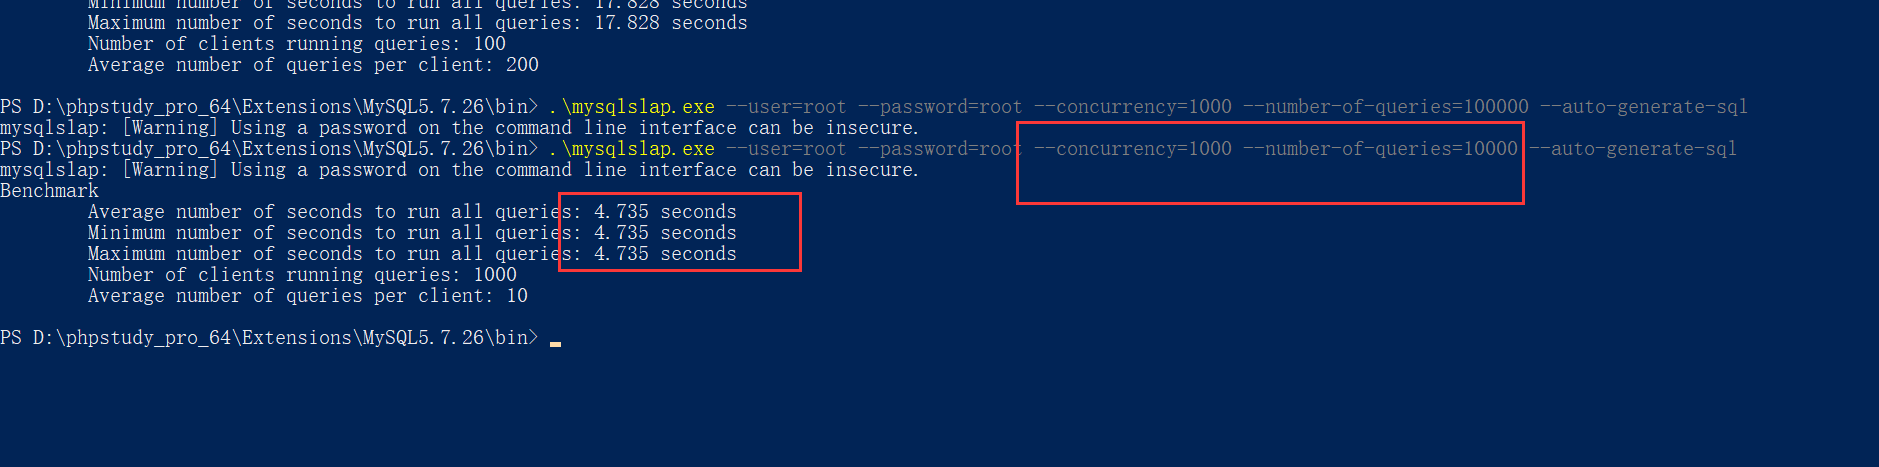 Minimum number of seconds to run all queries: 17.828 seconds
Maximum number of seconds to run all queries: 17.828 seconds
Number of clients running queries: 100
Average number of queries per client: 200
PS D:\phpstudy_pro_64\Extensions\MySQL5.7.26\bin> .\mysqlslap.exe --user=root --password=root --concurrency=1000 --number-of-queries=100000 --auto-generate-sql
mysqlslap: [Warning] Using a password on the command line interface can be insecure.
PS D:\phpstudy_pro_64\Extensions\MySQL5.7.26\bin> .\mysqlslap.exe --user=root --password=root --concurrency=1000 --number-of-queries=10000 --auto-generate-sql
mysqlslap: [Warning] Using a password on the command line interface can be insecure.
Benchmark
Average number of seconds to run all queries: 4.735 seconds
Minimum number of seconds to run all queries: 4.735 seconds
Maximum number of seconds to run all queries: 4.735 seconds
Number of clients running queries: 1000
Average number of queries per client: 10
PS D:\phpstudy_pro_64\Extensions\MySQL5.7.26\bin>